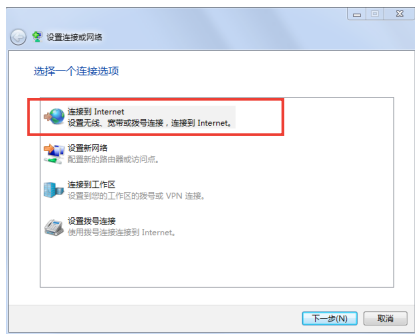 设置连接或网络
选择一个连接选项
连接到 Internet
设置无线、宽带或拨号连接，连接到 Internet。
设置新网络
配置新的路由器或访问点。
连接到工作区
设置到您的工作区的拨号或 VPN 连接。
设置拨号连接
使用拨号连接连接到 Internet。
下一步(N) 取消